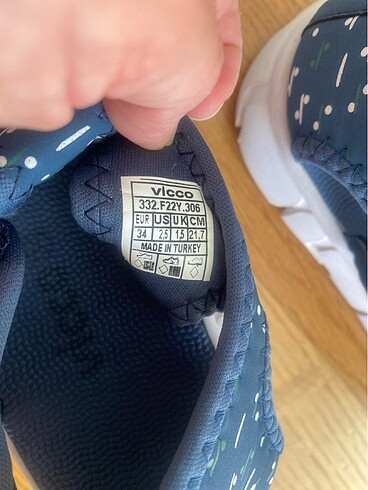 vicco
332.F22Y.306
EUR US UK CM
34 2,5 1,5 21,7
MADE IN TURKEY